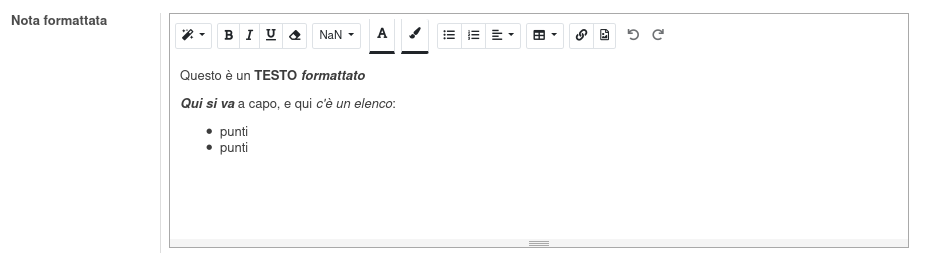 Nota formattata
B I U NaN A
Questo è un TESTO formattato
Qui si va a capo, e qui c'è un elenco:
• punti
• punti